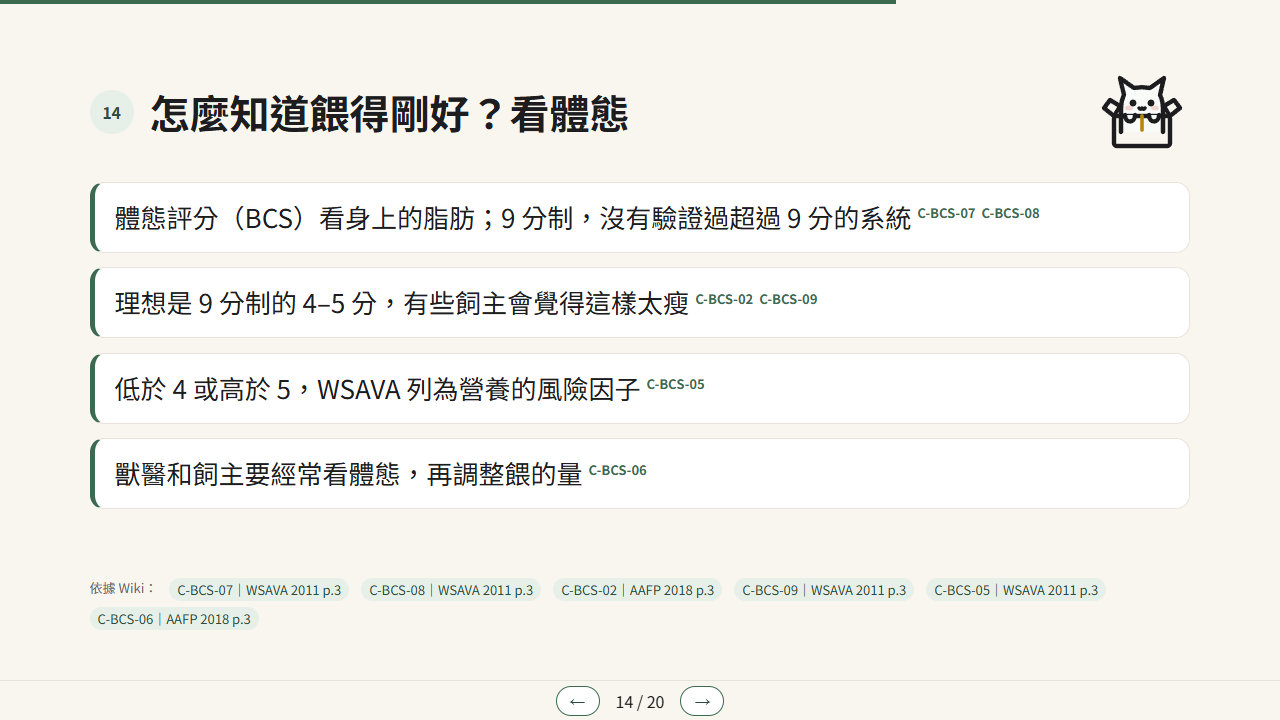 14 怎麼知道餵得剛好？看體態
體態評分（BCS）看身上的脂肪；9 分制，沒有驗證過超過 9 分的系統 C-BCS-07 C-BCS-08
理想是 9 分制的 4–5 分，有些飼主會覺得這樣太瘦 C-BCS-02 C-BCS-09
低於 4 或高於 5，WSAVA 列為營養的風險因子 C-BCS-05
獸醫和飼主要經常看體態，再調整餵的量 C-BCS-06
依據 Wiki： C-BCS-07｜WSAVA 2011 p.3 C-BCS-08｜WSAVA 2011 p.3 C-BCS-02｜AAFP 2018 p.3 C-BCS-09｜WSAVA 2011 p.3 C-BCS-05｜WSAVA 2011 p.3
C-BCS-06｜AAFP 2018 p.3
← 14 / 20 →